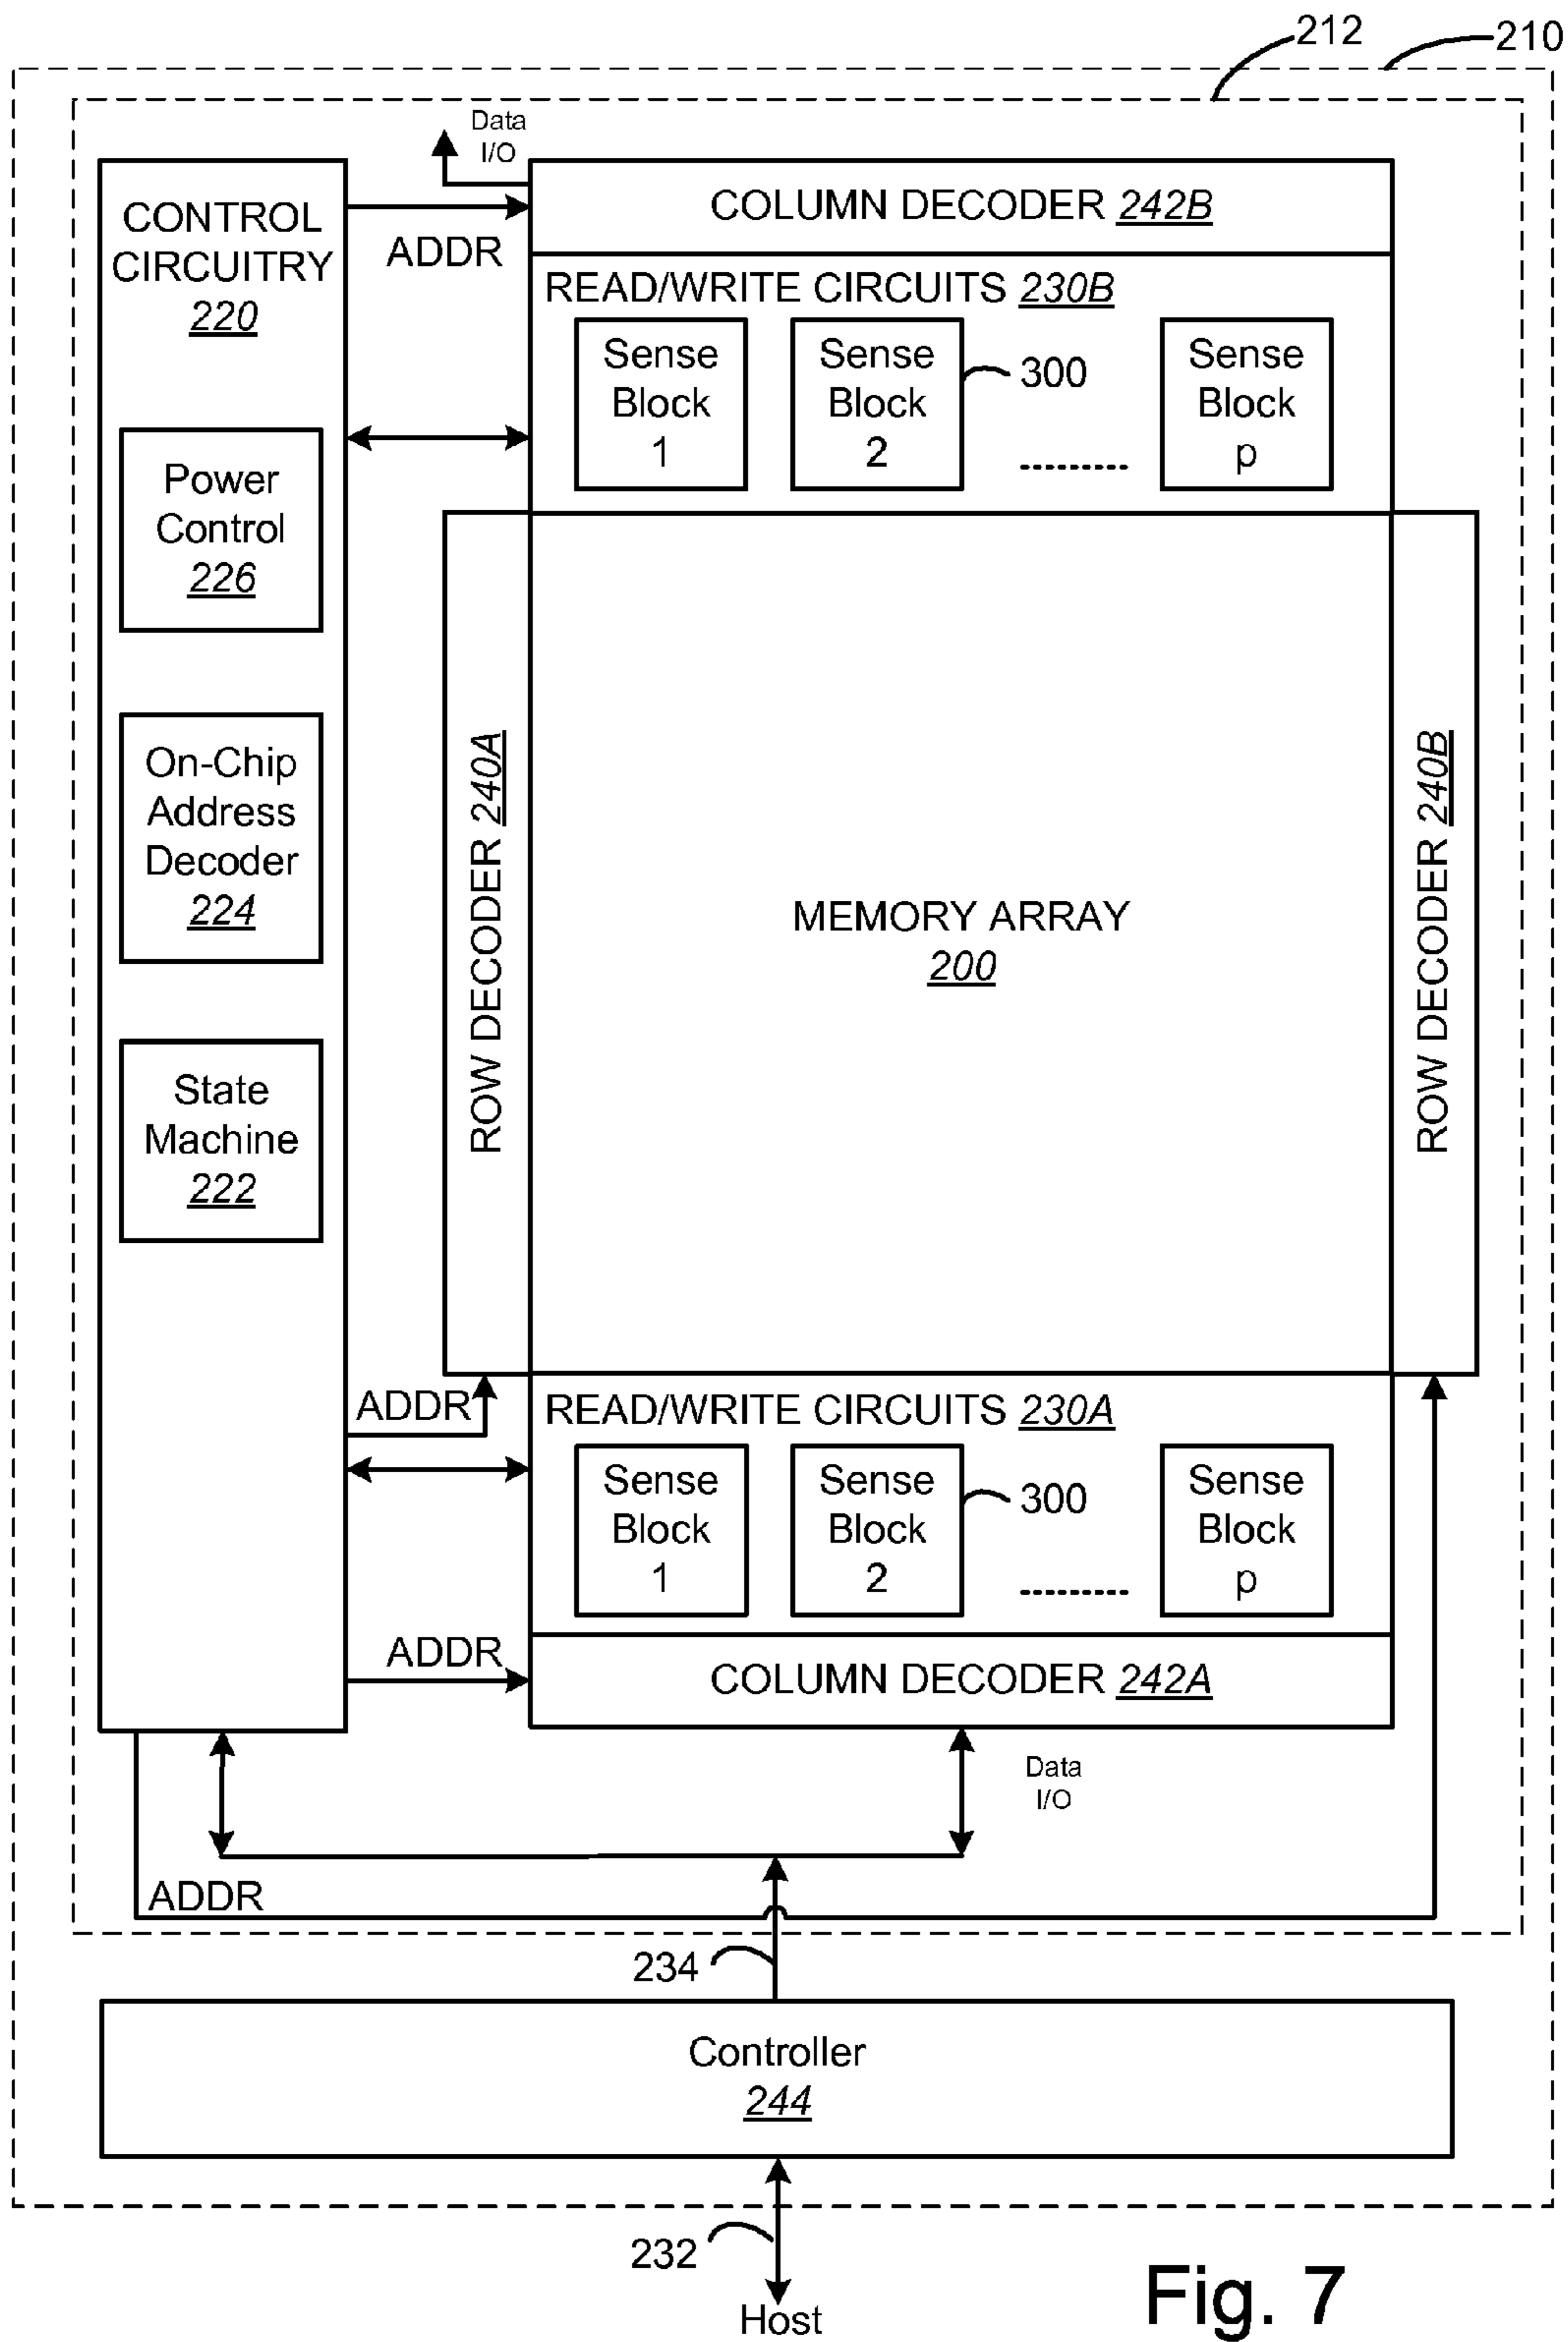 212
210
Data
I/O
CONTROL
CIRCUITRY
220
ADDR
COLUMN DECODER 242B
READ/WRITE CIRCUITS 230B
Sense
Block
1
Sense
Block
2
300
.........
Sense
Block
p
Power
Control
226
On-Chip
Address
Decoder
224
State
Machine
222
ROW DECODER 240A
MEMORY ARRAY
200
ROW DECODER 240B
ADDR
READ/WRITE CIRCUITS 230A
Sense
Block
1
Sense
Block
2
300
.........
Sense
Block
p
ADDR
COLUMN DECODER 242A
Data
I/O
ADDR
234
Controller
244
232
Host
Fig. 7